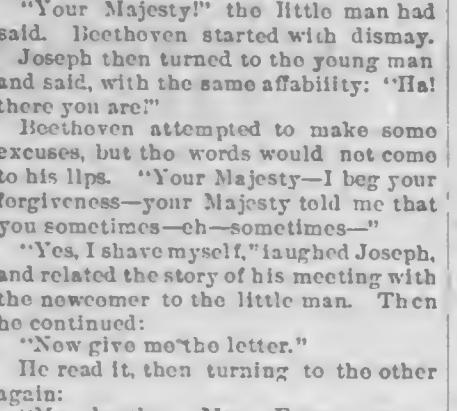 "Your Majesty!" the little man had
said. Beethoven started with dismay.
Joseph then turned to the young man
and said, with the same affability: "Ha!
there you are!"
Beethoven attempted to make some
excuses, but the words would not come
to his lips. "Your Majesty—I beg your
forgiveness—your Majesty told me that
you sometimes—eh—sometimes—"
"Yes, I shave myself," laughed Joseph,
and related the story of his meeting with
the newcomer to the little man. Then
he continued:
"Now give me the letter."
He read it, then turning to the other
again: